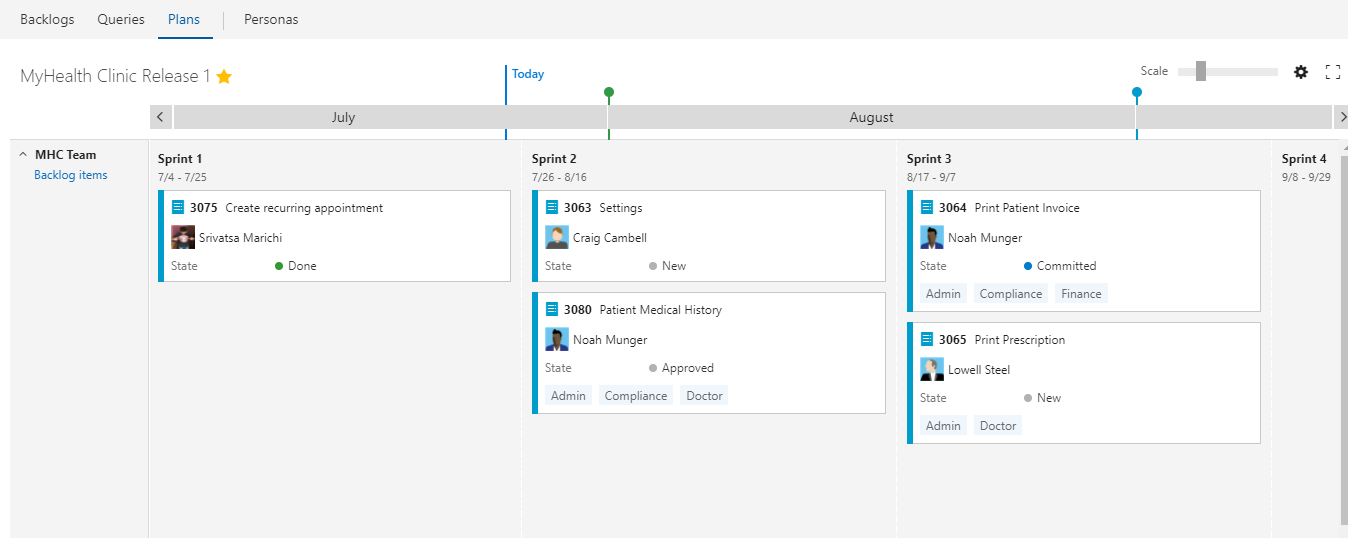 Backlogs Queries Plans Personas
MyHealth Clinic Release 1
Today
Scale
July August
MHC Team
Backlog items
Sprint 1
7/4 - 7/25
3075 Create recurring appointment
Srivatsa Marichi
State Done
Sprint 2
7/26 - 8/16
3063 Settings
Craig Cambell
State New
3080 Patient Medical History
Noah Munger
State Approved
Admin Compliance Doctor
Sprint 3
8/17 - 9/7
3064 Print Patient Invoice
Noah Munger
State Committed
Admin Compliance Finance
3065 Print Prescription
Lowell Steel
State New
Admin Doctor
Sprint 4
9/8 - 9/29